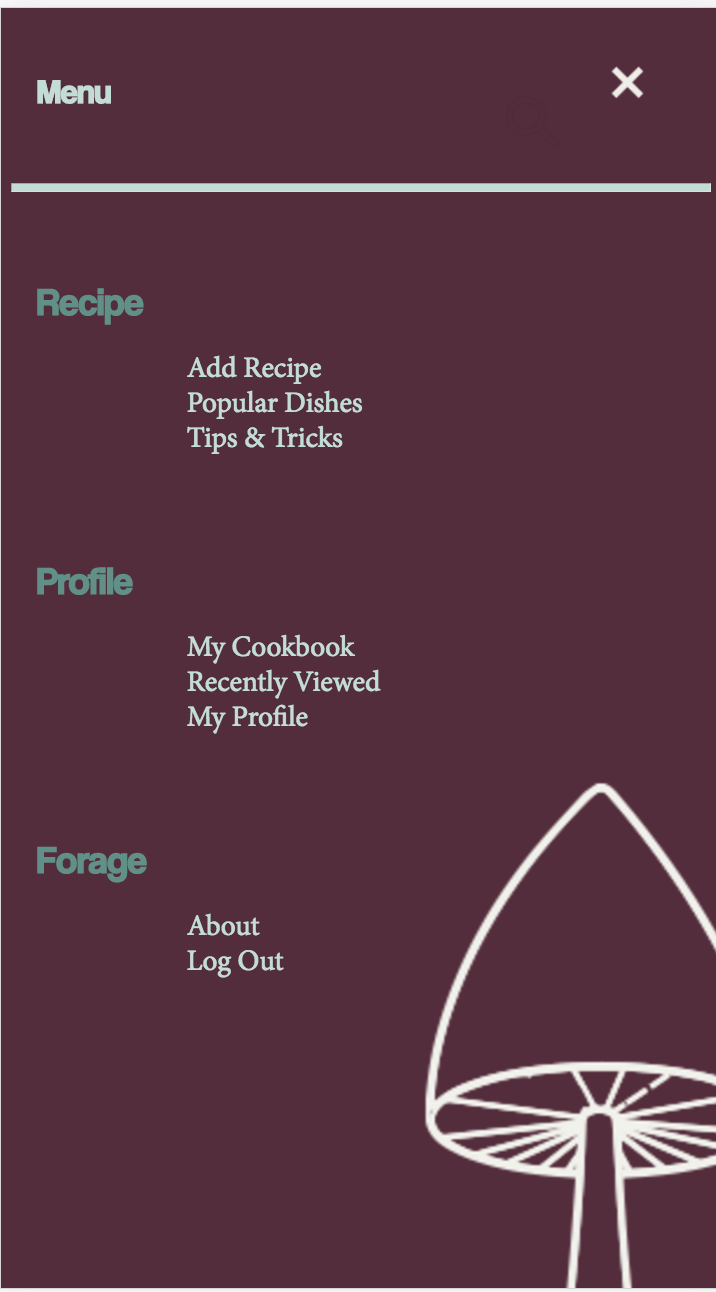 Menu
Recipe
Add Recipe
Popular Dishes
Tips & Tricks
Profile
My Cookbook
Recently Viewed
My Profile
Forage
About
Log Out